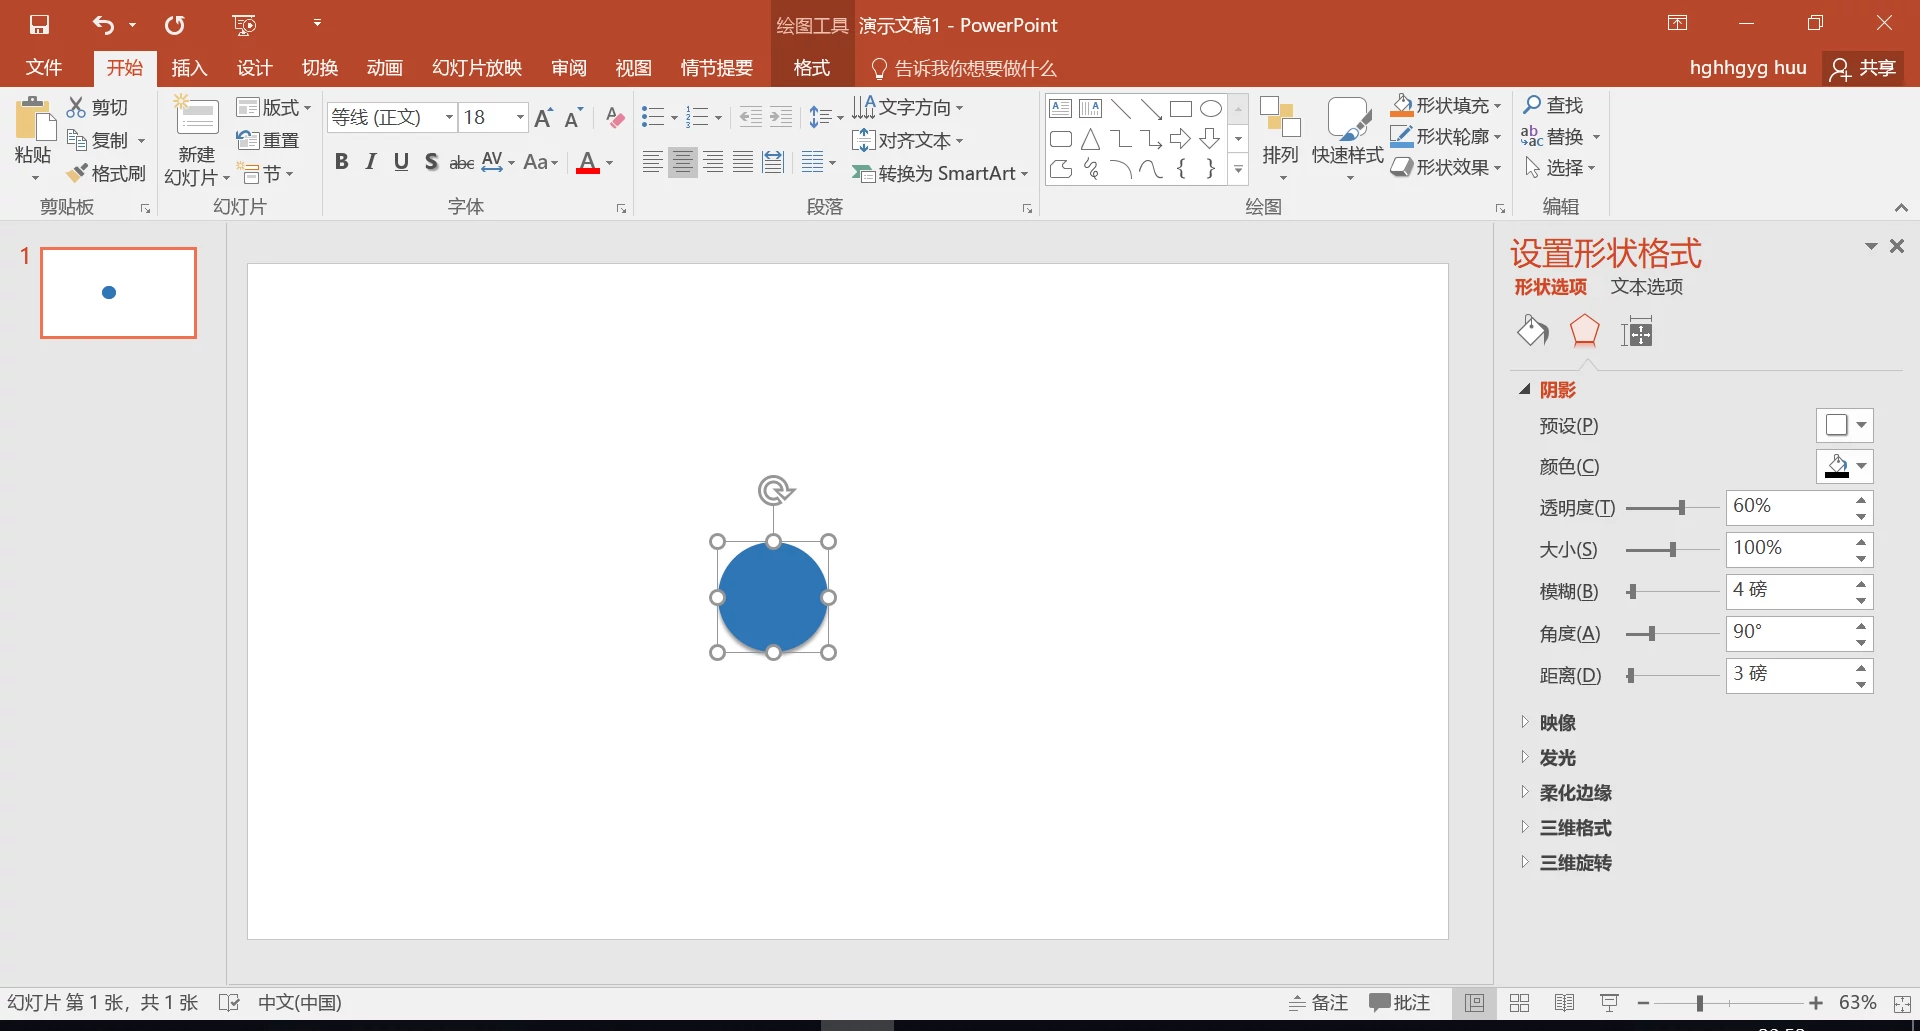 绘图工具 演示文稿1 - PowerPoint
文件 开始 插入 设计 切换 动画 幻灯片放映 审阅 视图 情节提要 格式 告诉我你想要做什么 hghhgyg huu 共享
粘贴 剪切 复制 格式刷 剪贴板
新建 幻灯片 版式 重置 节 幻灯片
等线 (正文) 18 B I U S abc AV Aa A 字体
文字方向 对齐文本 转换为 SmartArt 段落
排列 快速样式 形状填充 形状轮廓 形状效果 绘图
查找 替换 选择 编辑
1
设置形状格式
形状选项 文本选项
阴影
预设(P)
颜色(C)
透明度(T) 60%
大小(S) 100%
模糊(B) 4 磅
角度(A) 90°
距离(D) 3 磅
映像
发光
柔化边缘
三维格式
三维旋转
幻灯片 第 1 张，共 1 张 中文(中国) 备注 批注 63%